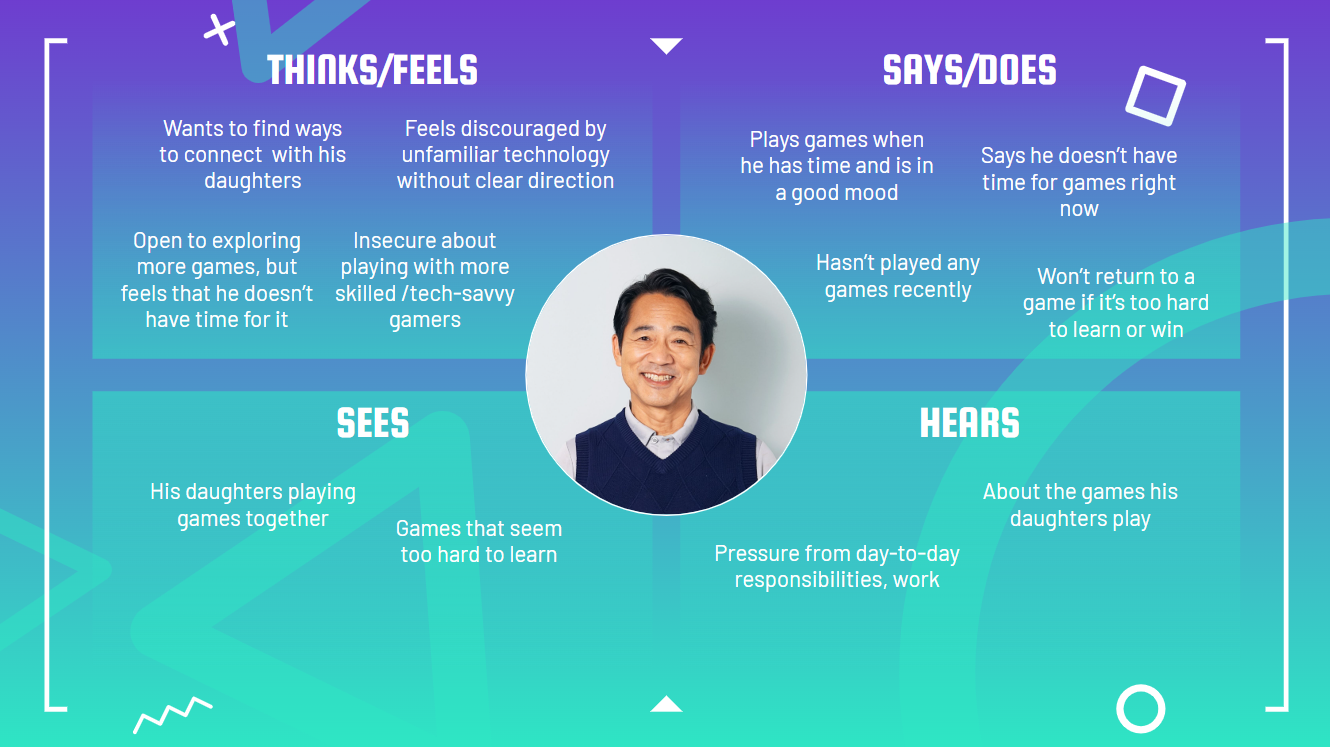 THINKS/FEELS
Wants to find ways
to connect with his
daughters
Feels discouraged by
unfamiliar technology
without clear direction
Open to exploring
more games, but
feels that he doesn’t
have time for it
Insecure about
playing with more
skilled /tech-savvy
gamers
SAYS/DOES
Plays games when
he has time and is in
a good mood
Says he doesn’t have
time for games right
now
Hasn’t played any
games recently
Won’t return to a
game if it’s too hard
to learn or win
SEES
His daughters playing
games together
Games that seem
too hard to learn
HEARS
About the games his
daughters play
Pressure from day-to-day
responsibilities, work